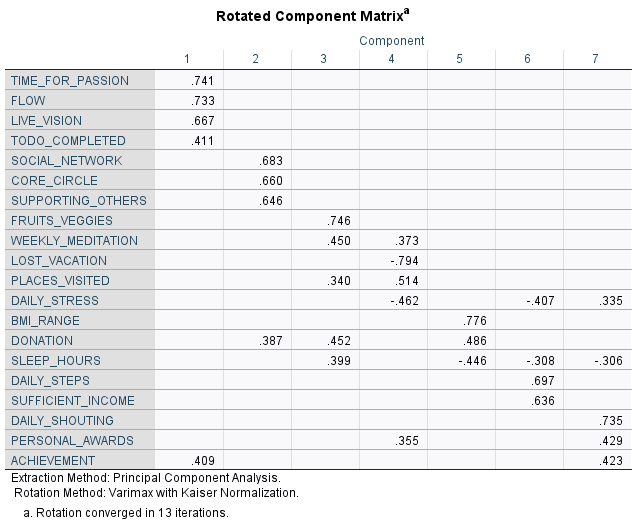 Rotated Component Matrixa
Component
1 2 3 4 5 6 7
TIME_FOR_PASSION .741
FLOW .733
LIVE_VISION .667
TODO_COMPLETED .411
SOCIAL_NETWORK .683
CORE_CIRCLE .660
SUPPORTING_OTHERS .646
FRUITS_VEGGIES .746
WEEKLY_MEDITATION .450 .373
LOST_VACATION -.794
PLACES_VISITED .340 .514
DAILY_STRESS -.462 -.407 .335
BMI_RANGE .776
DONATION .387 .452 .486
SLEEP_HOURS .399 -.446 -.308 -.306
DAILY_STEPS .697
SUFFICIENT_INCOME .636
DAILY_SHOUTING .735
PERSONAL_AWARDS .355 .429
ACHIEVEMENT .409 .423
Extraction Method: Principal Component Analysis.
Rotation Method: Varimax with Kaiser Normalization.
a. Rotation converged in 13 iterations.